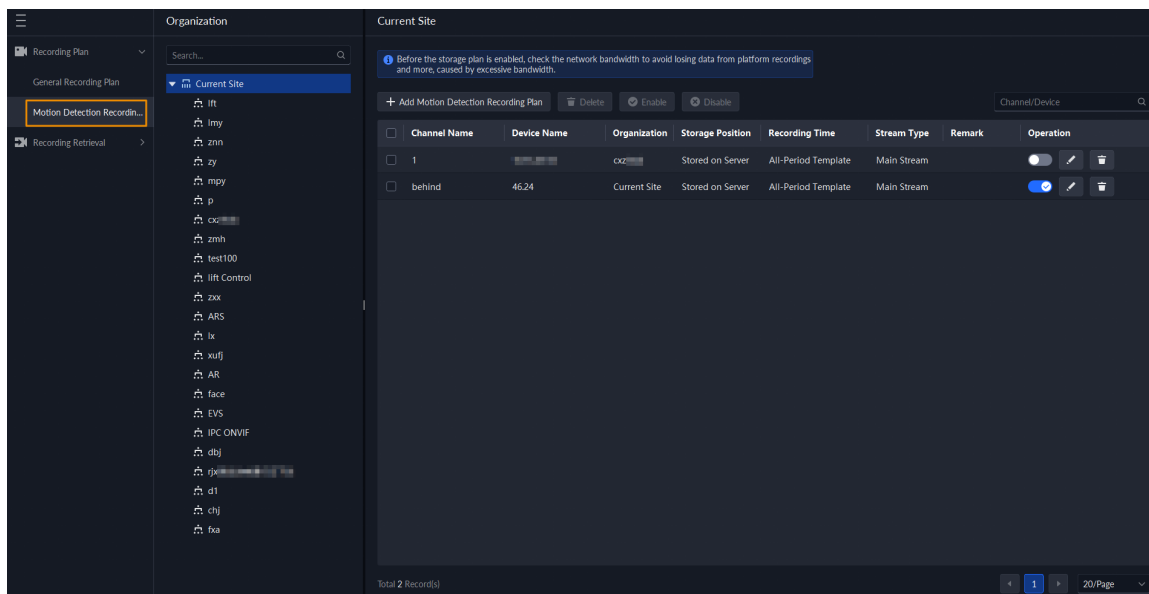 Organization
Current Site
Recording Plan
General Recording Plan
Motion Detection Recordin...
Recording Retrieval
Search...
Current Site
lft
lmy
znn
zy
mpy
p
cxz
zmh
test100
lift Control
zxx
ARS
lx
xufj
AR
face
EVS
IPC ONVIF
dbj
rjx
d1
chj
fxa
Before the storage plan is enabled, check the network bandwidth to avoid losing data from platform recordings
and more, caused by excessive bandwidth.
Add Motion Detection Recording Plan Delete Enable Disable Channel/Device
Channel Name Device Name Organization Storage Position Recording Time Stream Type Remark Operation
1 cxz Stored on Server All-Period Template Main Stream
behind 46.24 Current Site Stored on Server All-Period Template Main Stream
Total 2 Record(s) 1 20/Page